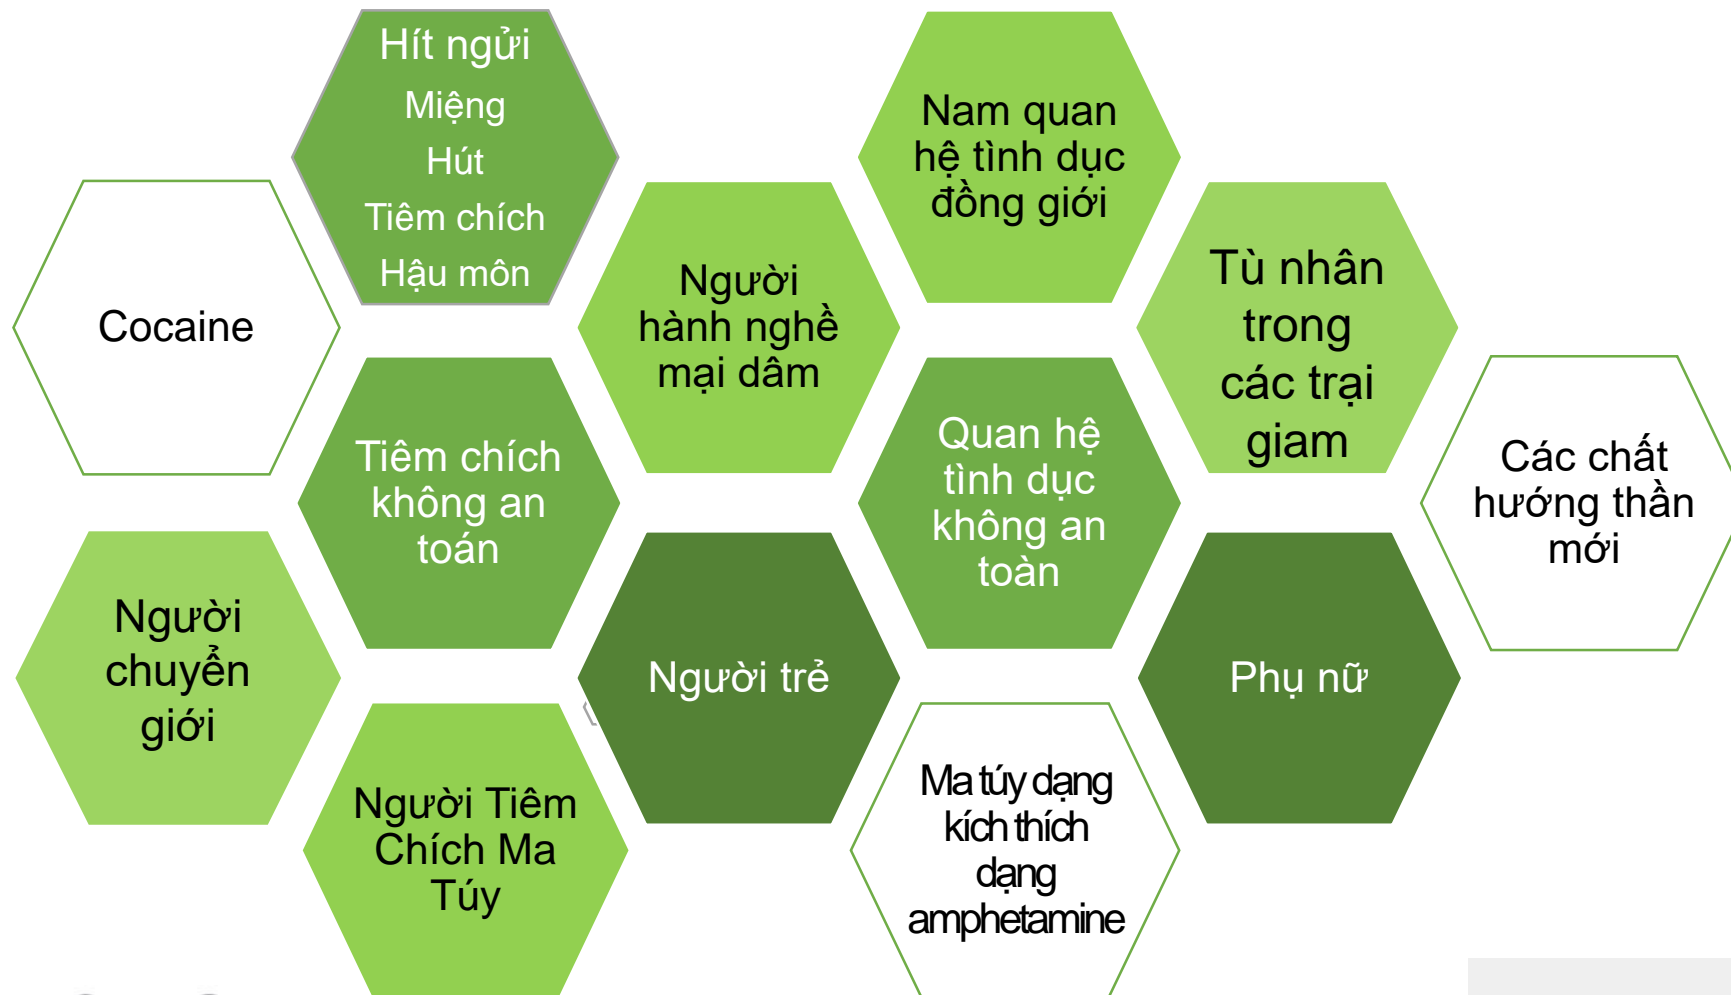 Hít ngửi
Miệng
Hút
Tiêm chích
Hậu môn
Nam quan
hệ tình dục
đồng giới
Cocaine
Người
hành nghề
mại dâm
Tù nhân
trong
các trại
giam
Tiêm chích
không an
toán
Quan hệ
tình dục
không an
toàn
Các chất
hướng thần
mới
Người
chuyển
giới
Người trẻ
Phụ nữ
Người Tiêm
Chích Ma
Túy
Ma túy dạng
kích thích
dạng
amphetamine